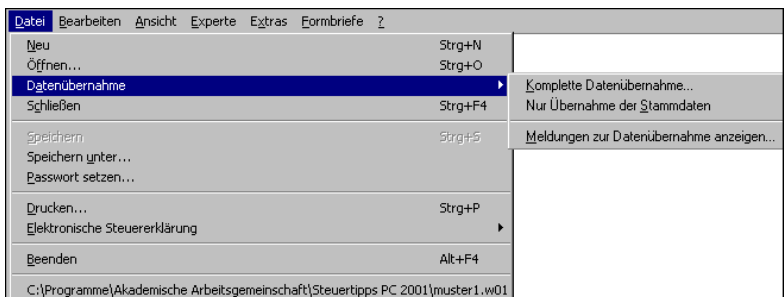 Datei Bearbeiten Ansicht Experte Extras Formbriefe ?
Neu Strg+N
Öffnen... Strg+O
Datenübernahme
Schließen Strg+F4
Speichern Strg+S
Speichern unter...
Passwort setzen...
Drucken... Strg+P
Elektronische Steuererklärung
Beenden Alt+F4
C:\Programme\Akademische Arbeitsgemeinschaft\Steuertipps PC 2001\muster1.w01
Komplette Datenübernahme...
Nur Übernahme der Stammdaten
Meldungen zur Datenübernahme anzeigen...